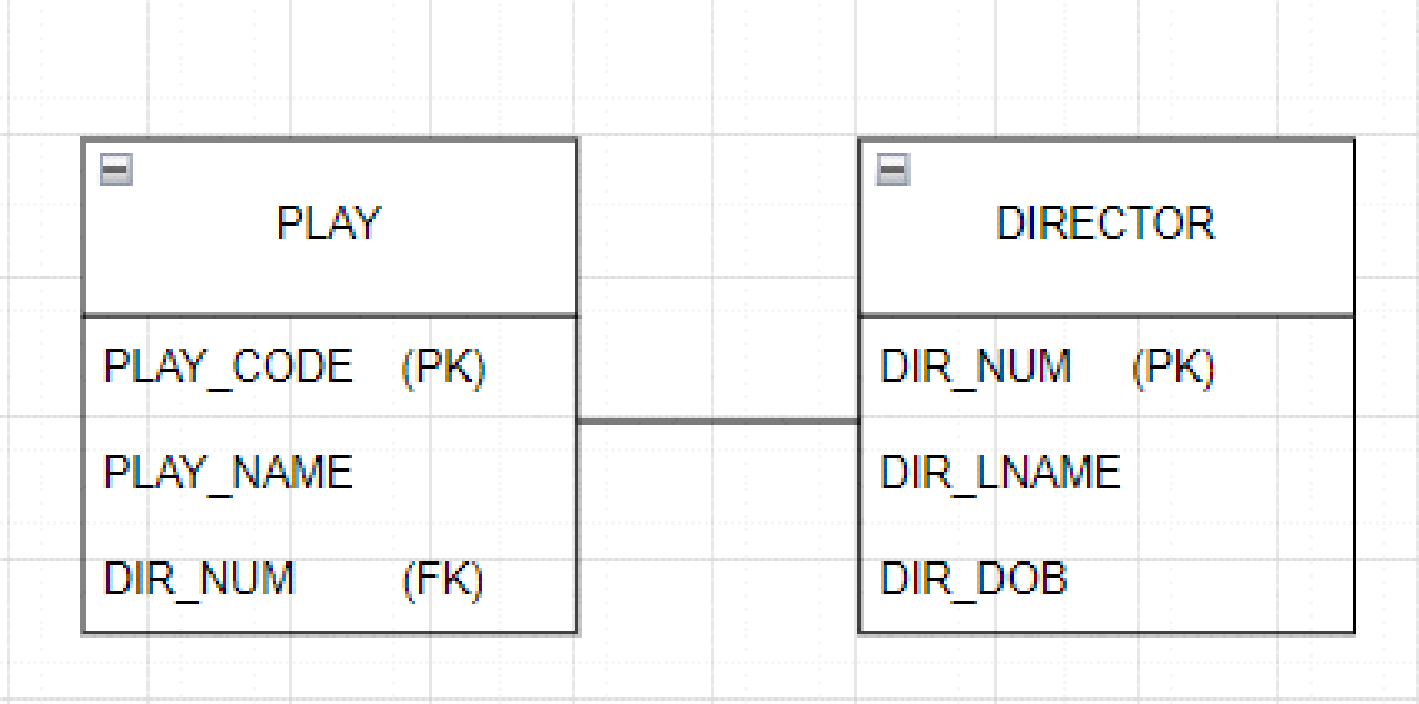 PLAY
PLAY_CODE (PK)
PLAY_NAME
DIR_NUM (FK)
DIRECTOR
DIR_NUM (PK)
DIR_LNAME
DIR_DOB